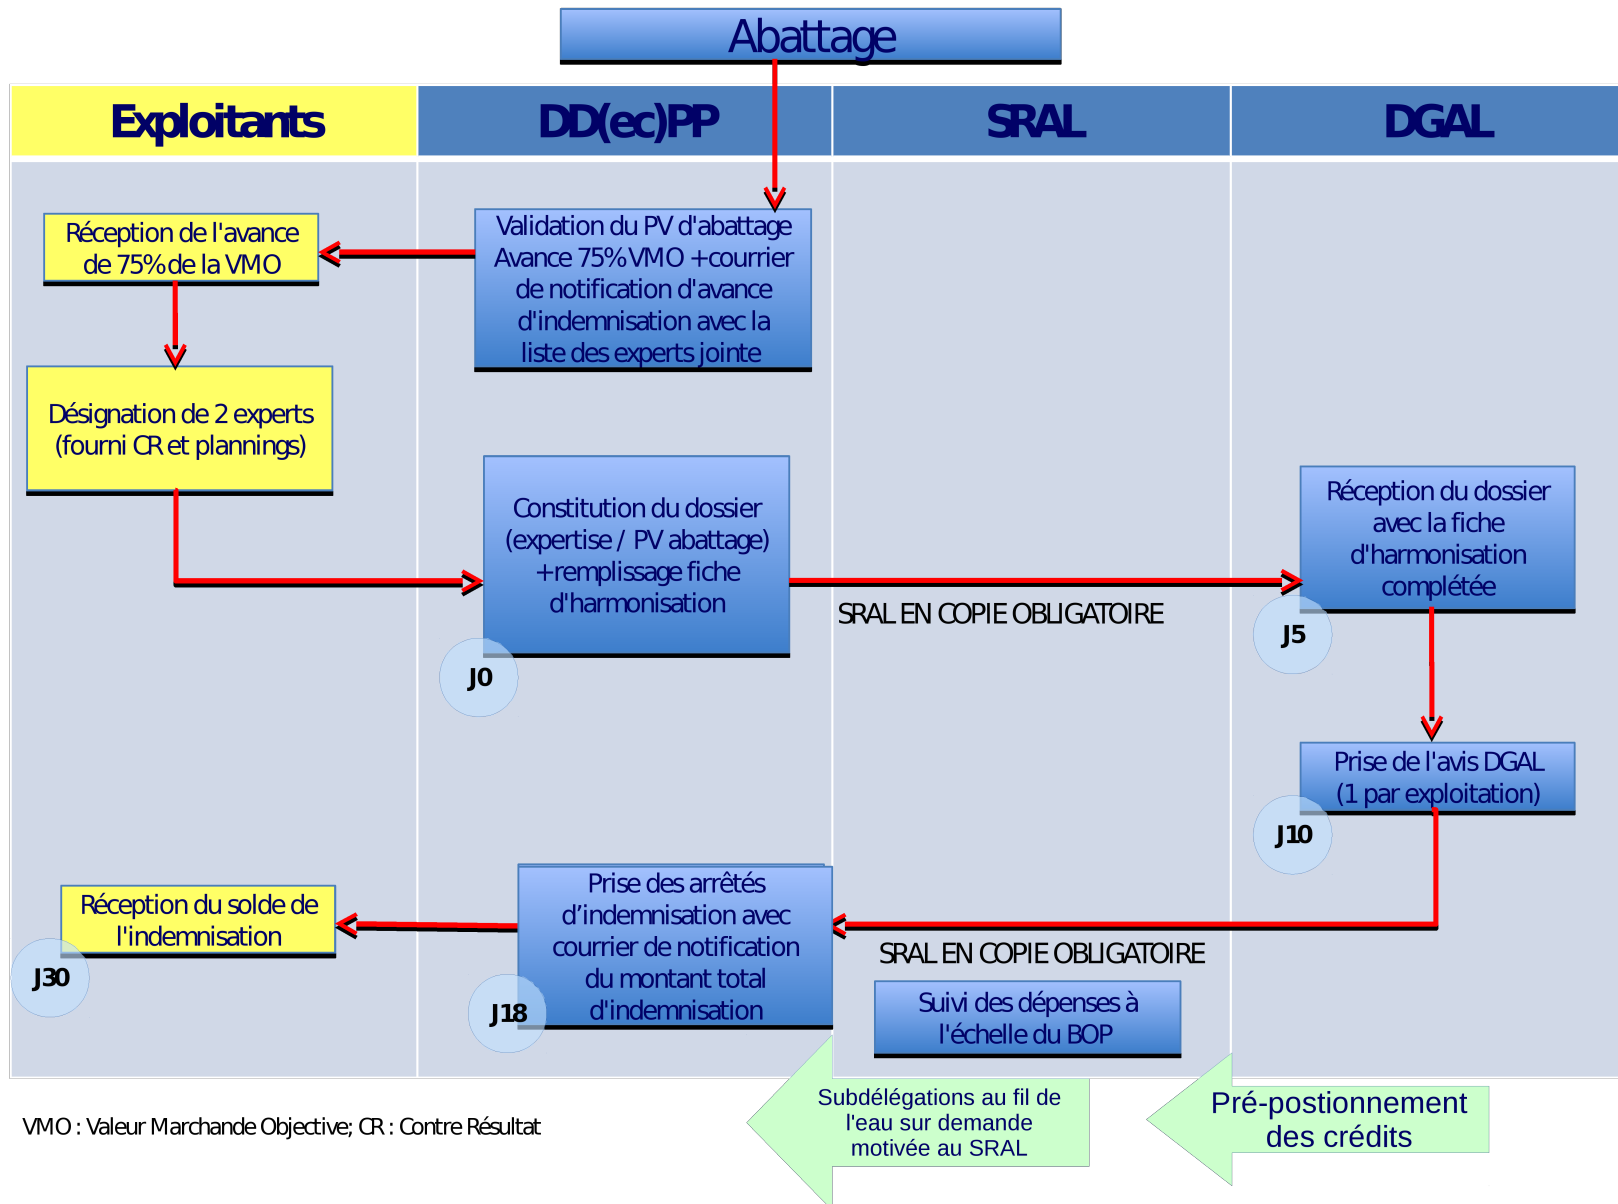 Abattage
Exploitants
DD(ec)PP
SRAL
DGAL
Réception de l'avance
de 75% de la VMO
Validation du PV d'abattage
Avance 75% VMO + courrier
de notification d'avance
d'indemnisation avec la
liste des experts jointe
Désignation de 2 experts
(fourni CR et plannings)
Constitution du dossier
(expertise / PV abattage)
+ remplissage fiche
d'harmonisation
J0
SRAL EN COPIE OBLIGATOIRE
Réception du dossier
avec la fiche
d'harmonisation
complétée
J5
Prise de l'avis DGAL
(1 par exploitation)
J10
Réception du solde de
l'indemnisation
J30
Prise des arrêtés
d’indemnisation avec
courrier de notification
du montant total
d'indemnisation
J18
SRAL EN COPIE OBLIGATOIRE
Suivi des dépenses à
l'échelle du BOP
VMO : Valeur Marchande Objective; CR : Contre Résultat
Subdélégations au fil de
l'eau sur demande
motivée au SRAL
Pré-postionnement
des crédits